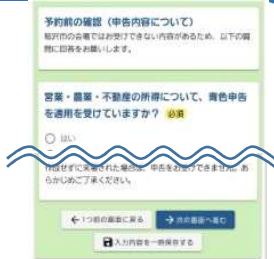 予約前の確認（申告内容について）
稲沢市の会場ではお受けできない内容があるため、以下の質
問に回答をお願いします。
営業・農業・不動産の所得について、青色申告
を適用を受けていますか？ 必須
はい
作成せずに来場された場合は、申告をお受けできません。あ
らかじめご了承ください。
←1つ前の画面に戻る
→次の画面へ進む
入力内容を一時保存する